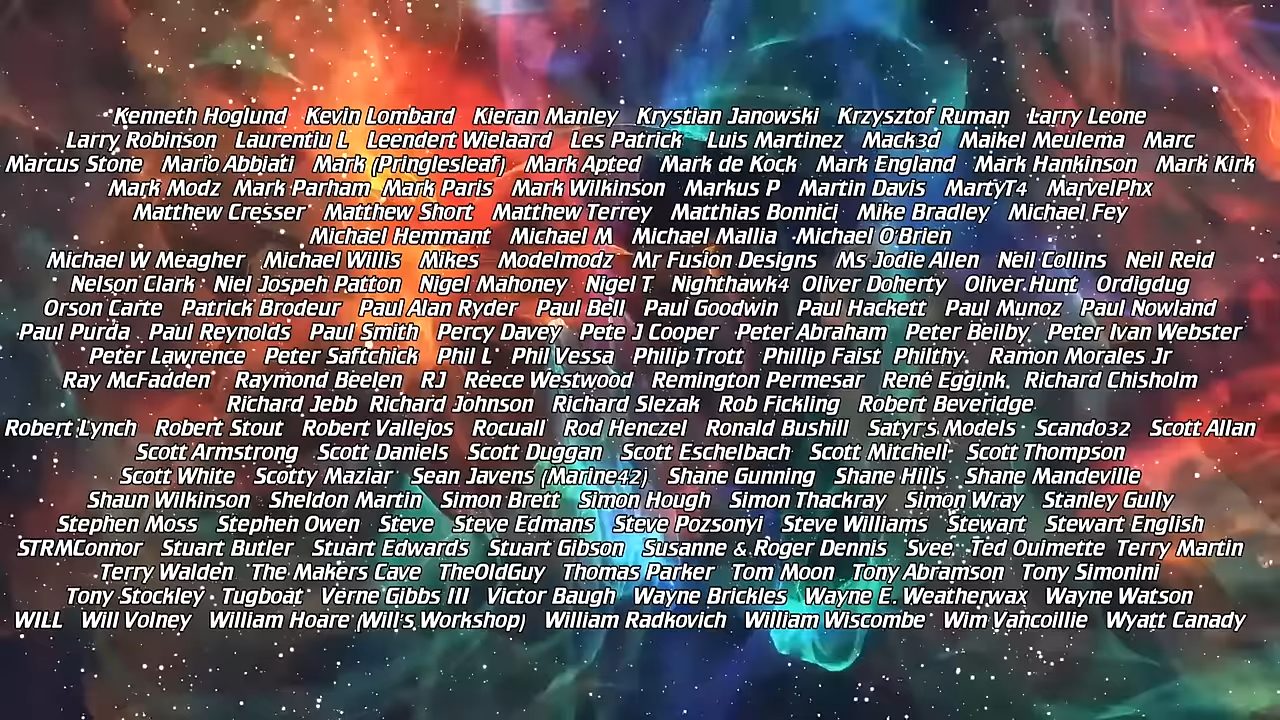 Kenneth Hoglund Kevin Lombard Kieran Manley Krystian Janowski Krzysztof Ruman Larry Leone
Larry Robinson Laurentiu L Leendert Wielaard Les Patrick Luis Martinez Mack3d Maikel Meulema Marc
Marcus Stone Mario Abbiati Mark (Pringlesleaf) Mark Apted Mark de Kock Mark England Mark Hankinson Mark Kirk
Mark Modz Mark Parham Mark Paris Mark Wilkinson Markus P Martin Davis MartyT4 MarvelPhx
Matthew Cresser Matthew Short Matthew Terrey Matthias Bonnici Mike Bradley Michael Fey
Michael Hemmant Michael M Michael Mallia Michael O'Brien
Michael W Meagher Michael Willis Mikes Modelmodz Mr Fusion Designs Ms Jodie Allen Neil Collins Neil Reid
Nelson Clark Niel Jospeh Patton Nigel Mahoney Nigel T Nighthawk4 Oliver Doherty Oliver Hunt Ordigdug
Orson Carte Patrick Brodeur Paul Alan Ryder Paul Bell Paul Goodwin Paul Hackett Paul Munoz Paul Nowland
Paul Purda Paul Reynolds Paul Smith Percy Davey Pete J Cooper Peter Abraham Peter Beilby Peter Ivan Webster
Peter Lawrence Peter Saftchick Phil L Phil Vessa Philip Trott Phillip Faist Philthy Ramon Morales Jr
Ray McFadden Raymond Beelen RJ Reece Westwood Remington Permesar René Eggink Richard Chisholm
Richard Jebb Richard Johnson Richard Slezak Rob Fickling Robert Beveridge
Robert Lynch Robert Stout Robert Vallejos Rocuall Rod Henczel Ronald Bushill Satyr's Models Scando32 Scott Allan
Scott Armstrong Scott Daniels Scott Duggan Scott Eschelbach Scott Mitchell Scott Thompson
Scott White Scotty Maziar Sean Javens (Marine42) Shane Gunning Shane Hills Shane Mandeville
Shaun Wilkinson Sheldon Martin Simon Brett Simon Hough Simon Thackray Simon Wray Stanley Gully
Stephen Moss Stephen Owen Steve Steve Edmans Steve Pozsonyi Steve Williams Stewart Stewart English
STRMConnor Stuart Butler Stuart Edwards Stuart Gibson Susanne & Roger Dennis Svee Ted Ouimette Terry Martin
Terry Walden The Makers Cave TheOldGuy Thomas Parker Tom Moon Tony Abramson Tony Simonini
Tony Stockley Tugboat Verne Gibbs III Victor Baugh Wayne Brickles Wayne E. Weatherwax Wayne Watson
WILL Will Volney William Hoare (Will's Workshop) William Radkovich William Wiscombe Wim Vancoillie Wyatt Canady